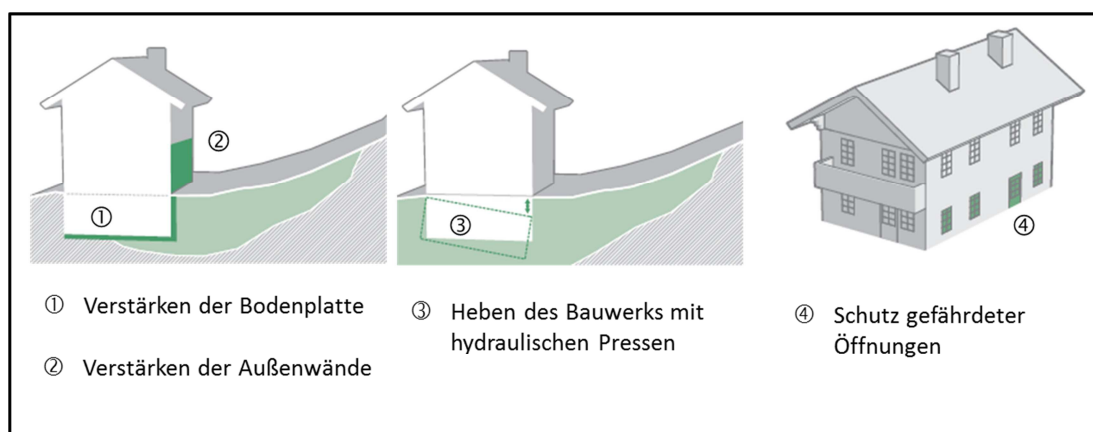 ②
①
③
④
① Verstärken der Bodenplatte
② Verstärken der Außenwände
③ Heben des Bauwerks mit
hydraulischen Pressen
④ Schutz gefährdeter
Öffnungen